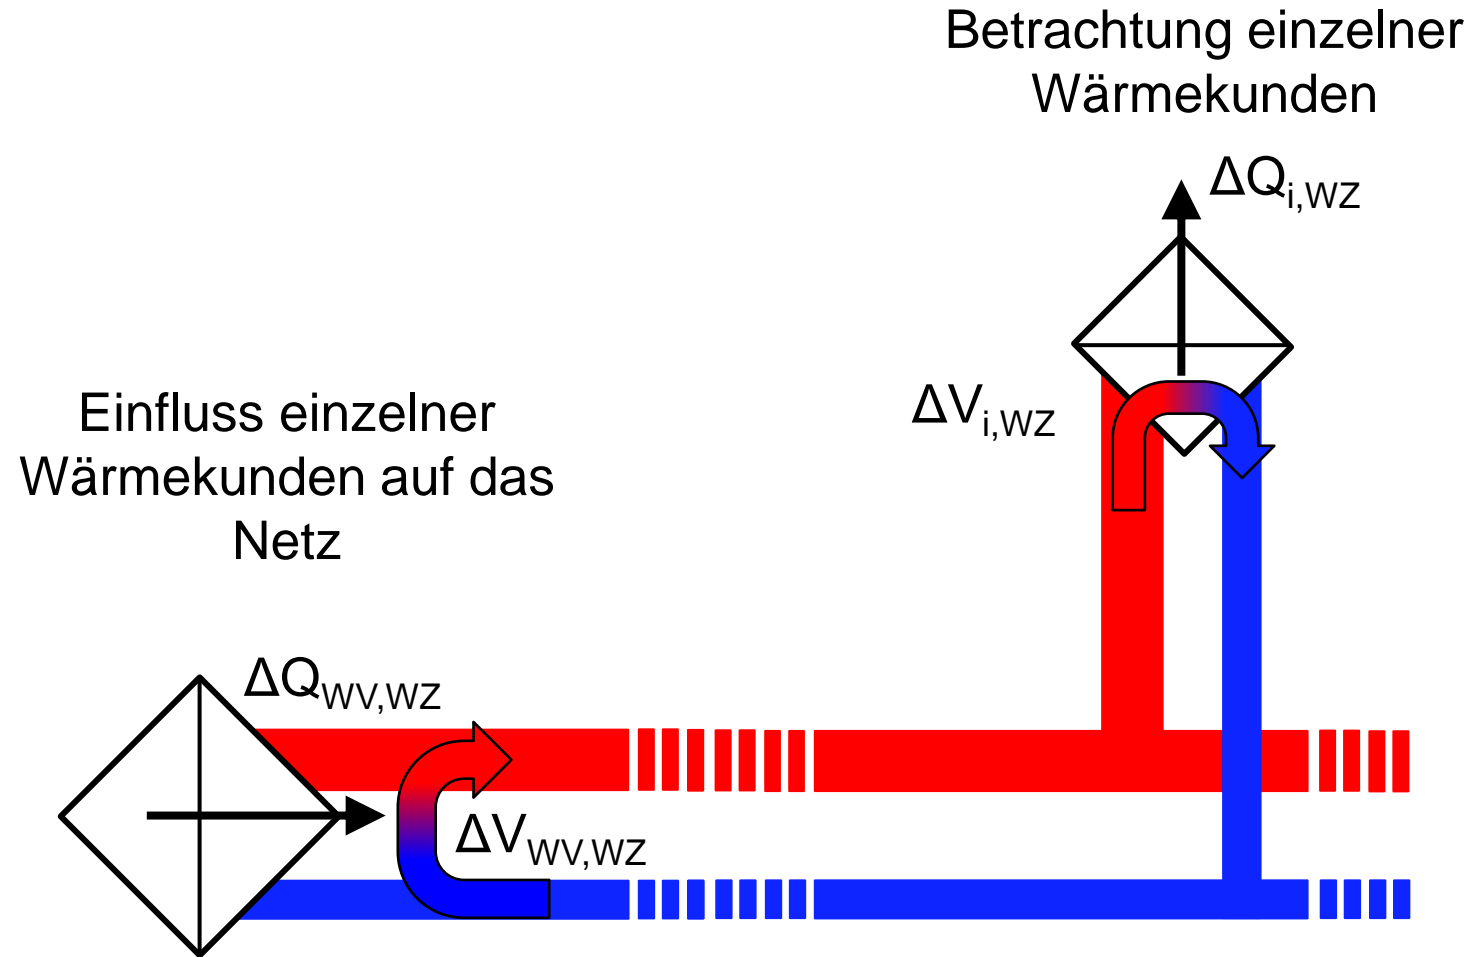 Betrachtung einzelner
Wärmekunden
ΔQi,WZ
ΔVi,WZ
Einfluss einzelner
Wärmekunden auf das
Netz
ΔQWV,WZ
ΔVWV,WZ